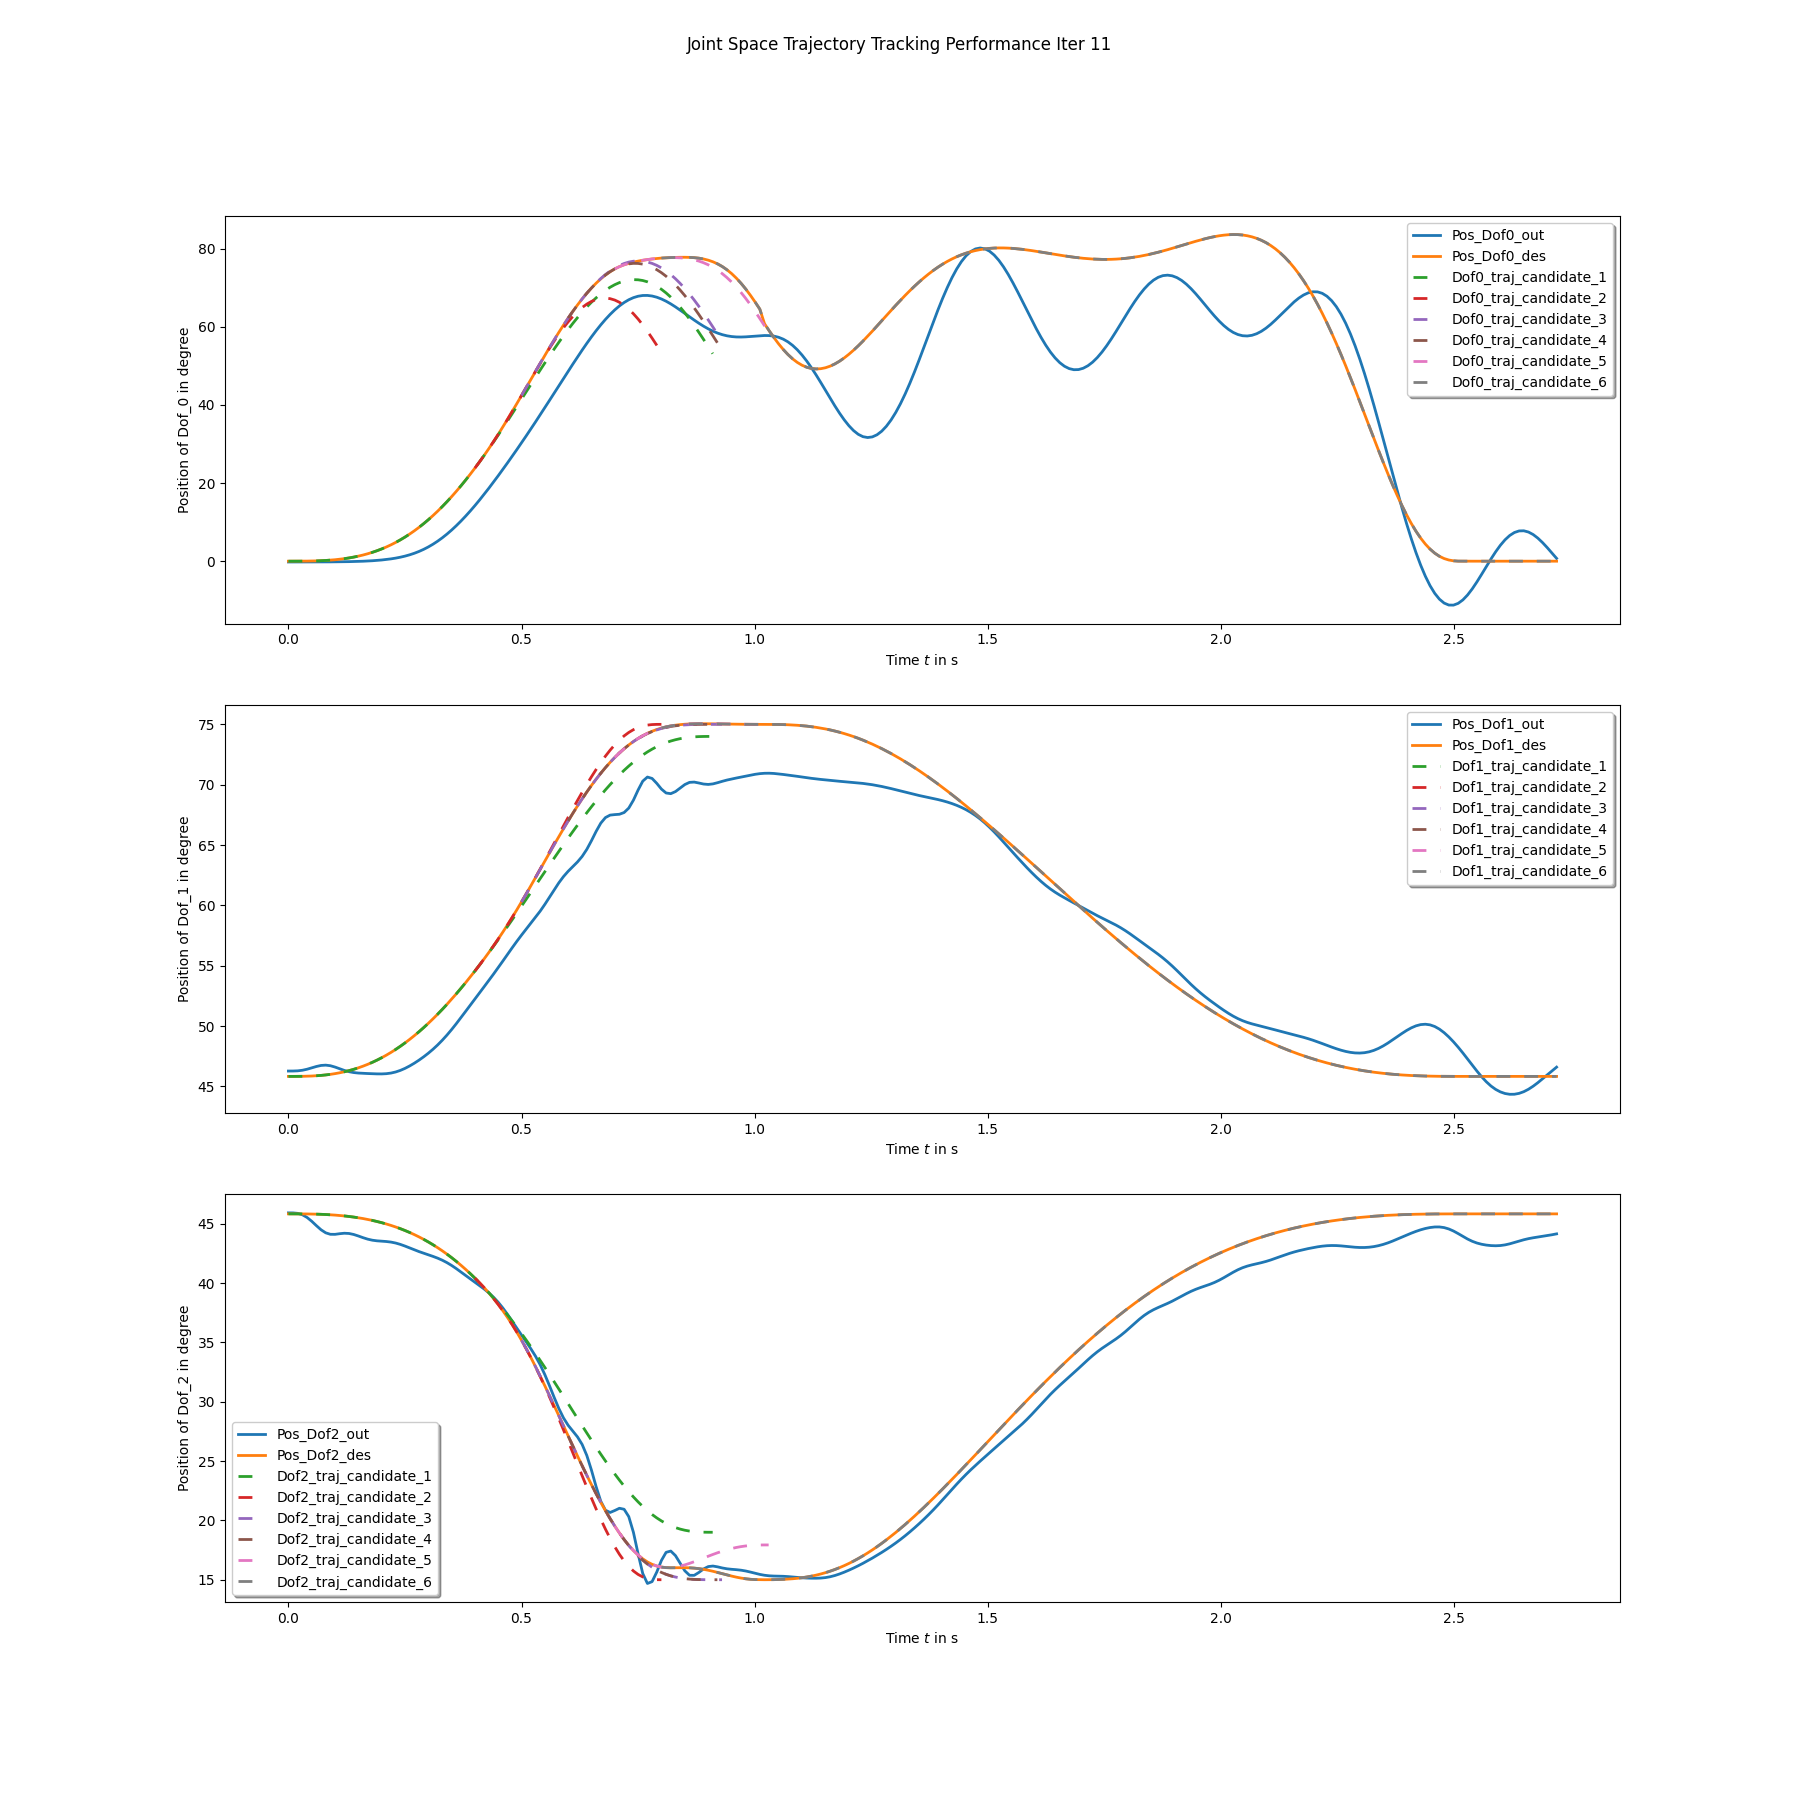 Joint Space Trajectory Tracking Performance Iter 11
Position of Dof_0 in degree
80
60
40
20
0
Pos_Dof0_out
Pos_Dof0_des
Dof0_traj_candidate_1
Dof0_traj_candidate_2
Dof0_traj_candidate_3
Dof0_traj_candidate_4
Dof0_traj_candidate_5
Dof0_traj_candidate_6
0.0 0.5 1.0 1.5 2.0 2.5
Time t in s
Position of Dof_1 in degree
75
70
65
60
55
50
45
Pos_Dof1_out
Pos_Dof1_des
Dof1_traj_candidate_1
Dof1_traj_candidate_2
Dof1_traj_candidate_3
Dof1_traj_candidate_4
Dof1_traj_candidate_5
Dof1_traj_candidate_6
0.0 0.5 1.0 1.5 2.0 2.5
Time t in s
Position of Dof_2 in degree
45
40
35
30
25
20
15
Pos_Dof2_out
Pos_Dof2_des
Dof2_traj_candidate_1
Dof2_traj_candidate_2
Dof2_traj_candidate_3
Dof2_traj_candidate_4
Dof2_traj_candidate_5
Dof2_traj_candidate_6
0.0 0.5 1.0 1.5 2.0 2.5
Time t in s